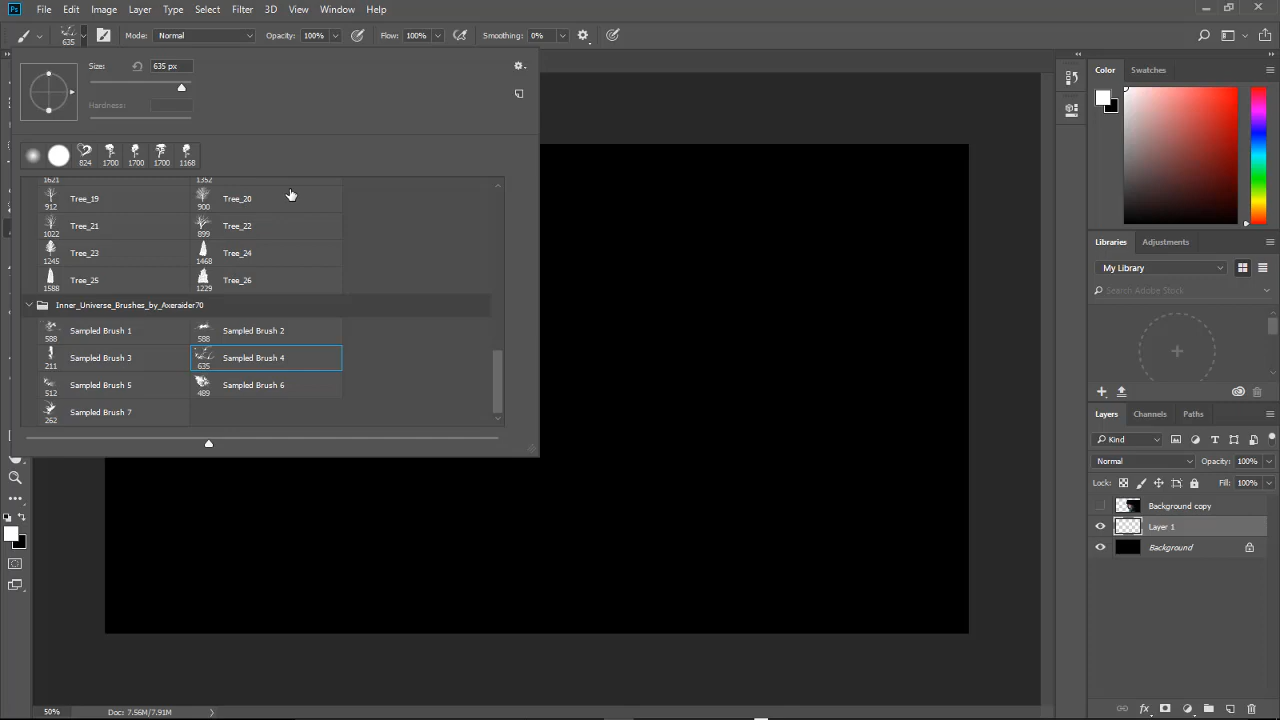 Ps File Edit Image Layer Type Select Filter 3D View Window Help
635 Mode: Normal Opacity: 100% Flow: 100% Smoothing: 0%
Size: 635 px
Hardness:
824 1700 1700 1700 1168
1621 1352
912 Tree_19 900 Tree_20
1022 Tree_21 899 Tree_22
1245 Tree_23 1468 Tree_24
1588 Tree_25 1229 Tree_26
Inner_Universe_Brushes_by_Axeraider70
588 Sampled Brush 1 588 Sampled Brush 2
211 Sampled Brush 3 635 Sampled Brush 4
512 Sampled Brush 5 489 Sampled Brush 6
262 Sampled Brush 7
Color Swatches
Libraries Adjustments
My Library
Search Adobe Stock
Layers Channels Paths
Kind
Normal Opacity: 100%
Lock: Fill: 100%
Background copy
Layer 1
Background
fx
50% Doc: 7.56M/7.91M